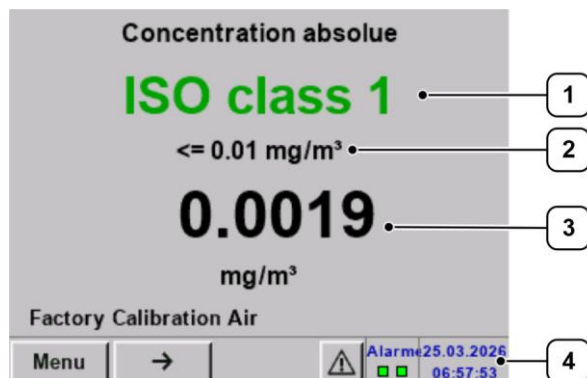 Concentration absolue
ISO class 1
1
<= 0.01 mg/m³
2
0.0019
3
mg/m³
Factory Calibration Air
Menu → Alarme 25.03.2026
06:57:53
4